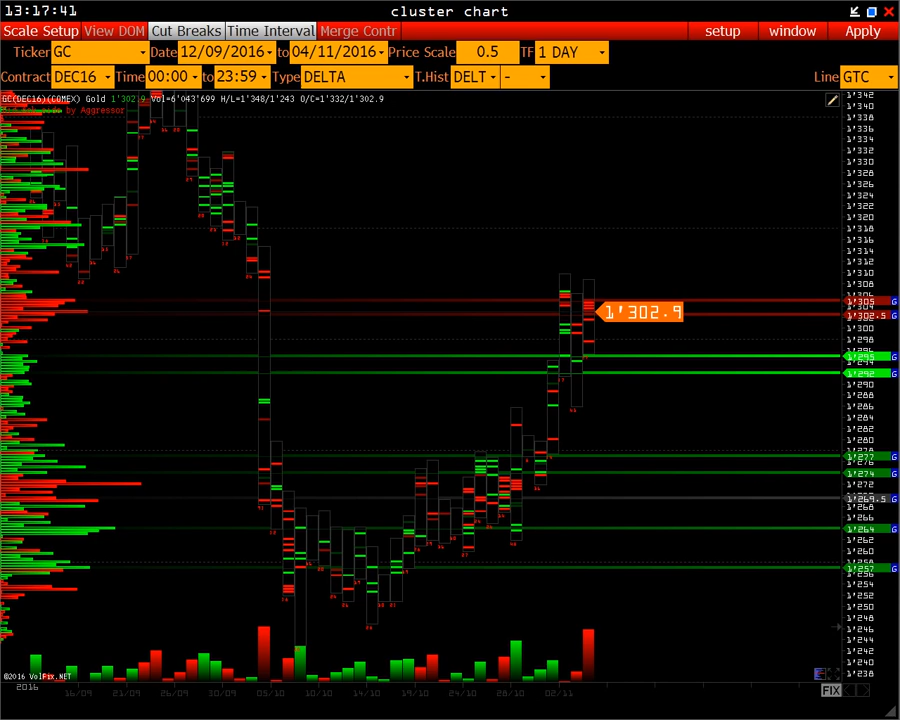 13:17:41 cluster chart
Scale Setup View DOM Cut Breaks Time Interval Merge Contr setup window Apply
Ticker GC Date 12/09/2016 to 04/11/2016 Price Scale 0.5 TF 1 DAY
Contract DEC16 Time 00:00 to 23:59 Type DELTA T.Hist DELT - Line GTC
GC(DEC16)(COMEX) Gold 1'302.9 Vol=6'043'699 H/L=1'348/1'243 O/C=1'332/1'302.9
by Aggressor
1'342
1'340
1'338
1'336
1'334
1'332
1'330
1'328
1'326
1'324
1'322
1'320
1'318
1'316
1'314
1'312
1'310
1'308
1'305 G
1'302.9
1'302.5 G
1'300
1'298
1'295 G
1'294
1'292 G
1'290
1'288
1'286
1'284
1'282
1'280
1'277 G
1'276
1'274 G
1'272
1'269.5 G
1'268
1'266
1'264 G
1'262
1'260
1'257 G
1'256
1'254
1'252
1'250
1'248
1'246
1'244
1'242
1'240
1'238
©2016 VolFix.NET
2016 16/09 21/09 26/09 30/09 05/10 10/10 14/10 19/10 24/10 28/10 02/11
FIX